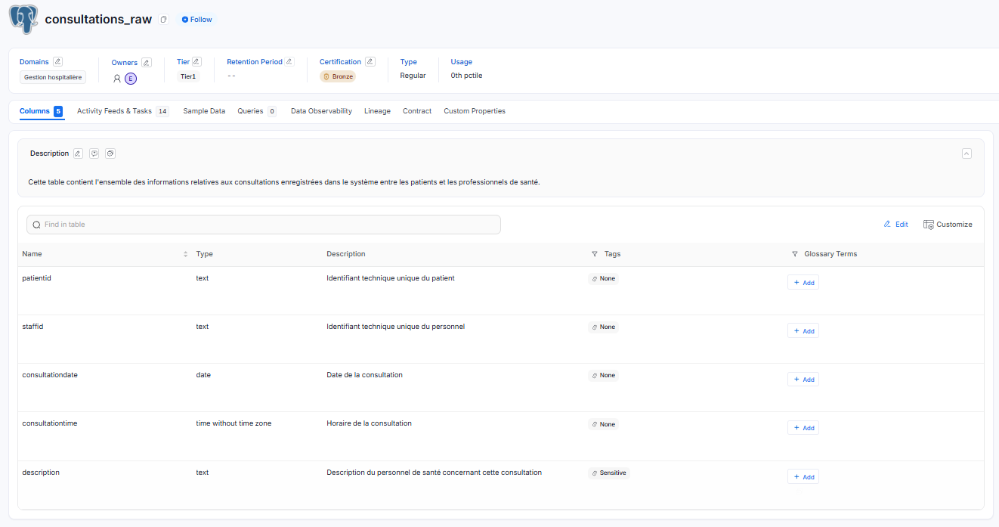 consultations_raw Follow
Domains Owners Tier Retention Period Certification Type Usage
Gestion hospitalière E Tier1 -- Bronze Regular 0th pctile
Columns 5 Activity Feeds & Tasks 14 Sample Data Queries 0 Data Observability Lineage Contract Custom Properties
Description
Cette table contient l'ensemble des informations relatives aux consultations enregistrées dans le système entre les patients et les professionnels de santé.
Find in table Edit Customize
Name Type Description Tags Glossary Terms
patientid text Identifiant technique unique du patient None + Add
staffid text Identifiant technique unique du personnel None + Add
consultationdate date Date de la consultation None + Add
consultationtime time without time zone Horaire de la consultation None + Add
description text Description du personnel de santé concernant cette consultation Sensitive + Add